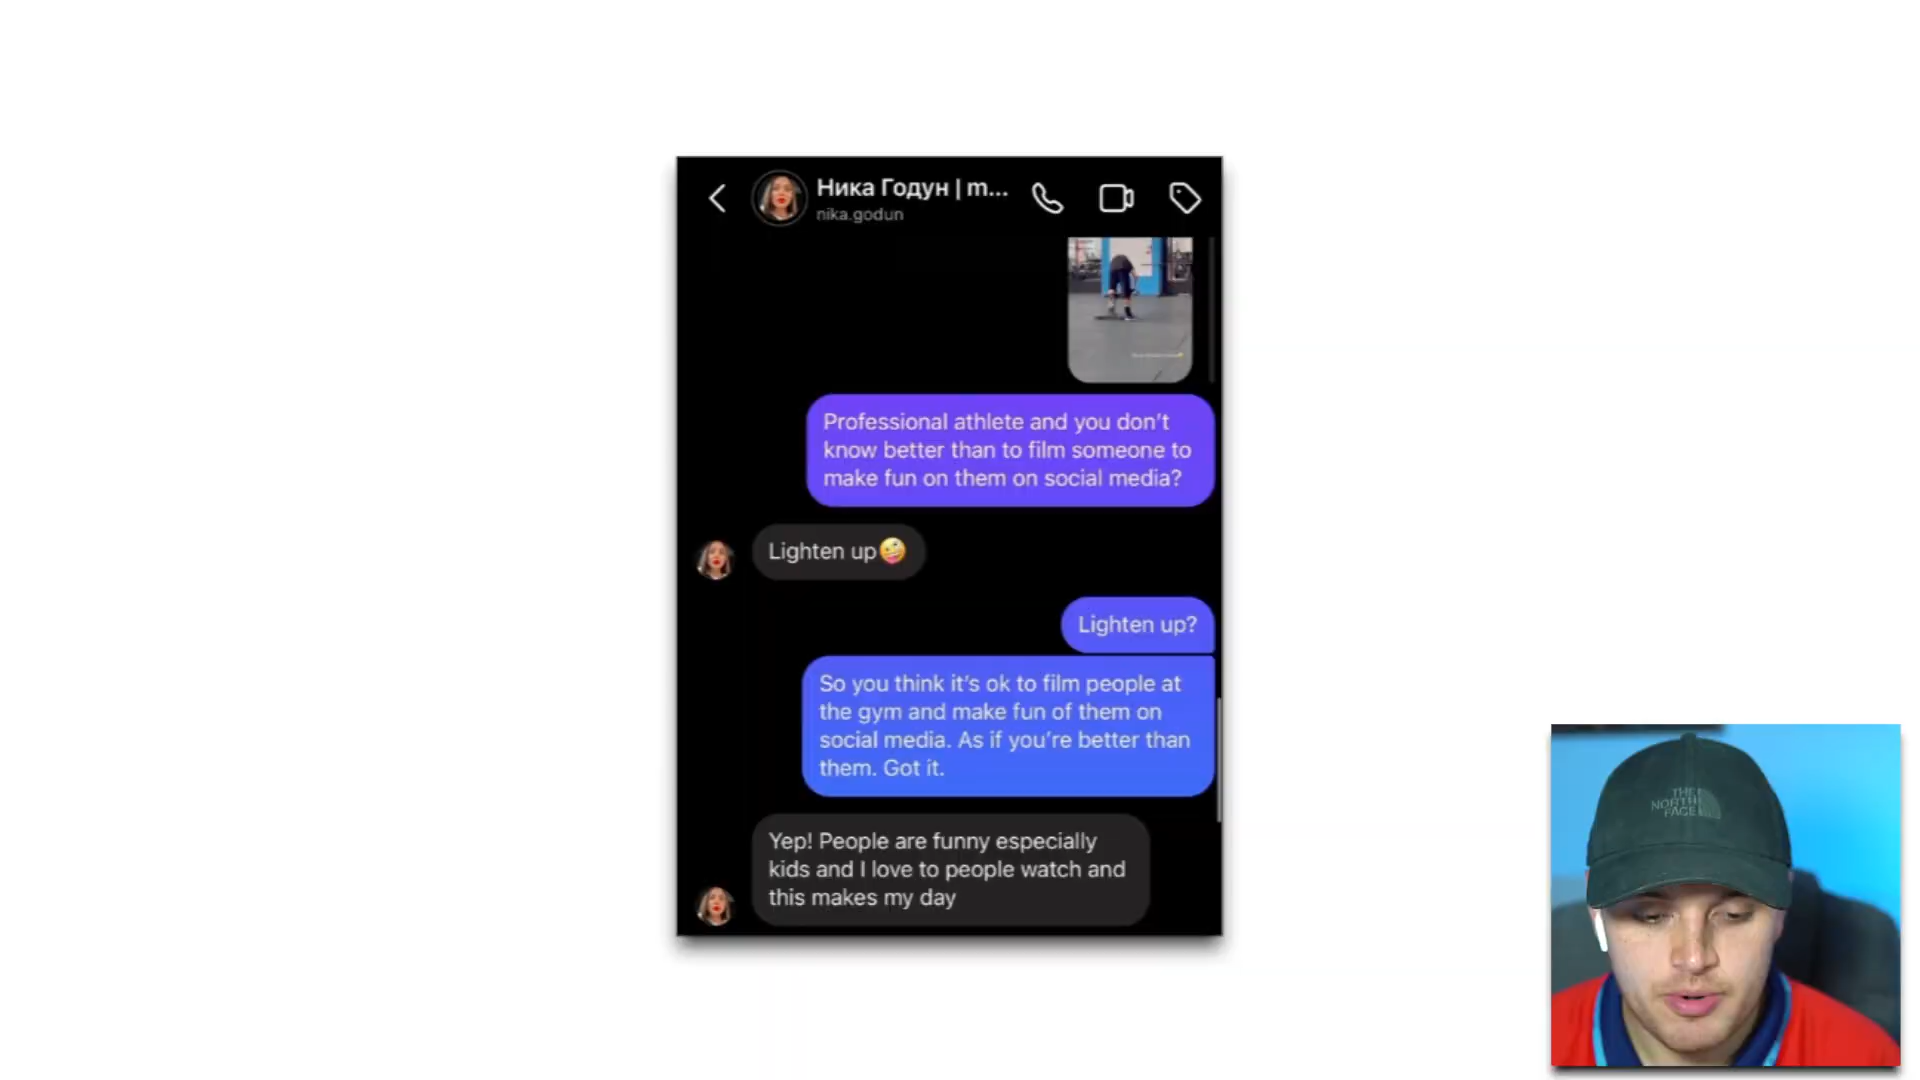 Ника Годун | m...
nika.godun
Professional athlete and you don't
know better than to film someone to
make fun on them on social media?
Lighten up🤪
Lighten up?
So you think it's ok to film people at
the gym and make fun of them on
social media. As if you're better than
them. Got it.
Yep! People are funny especially
kids and I love to people watch and
this makes my day
THE
NORTH
FACE